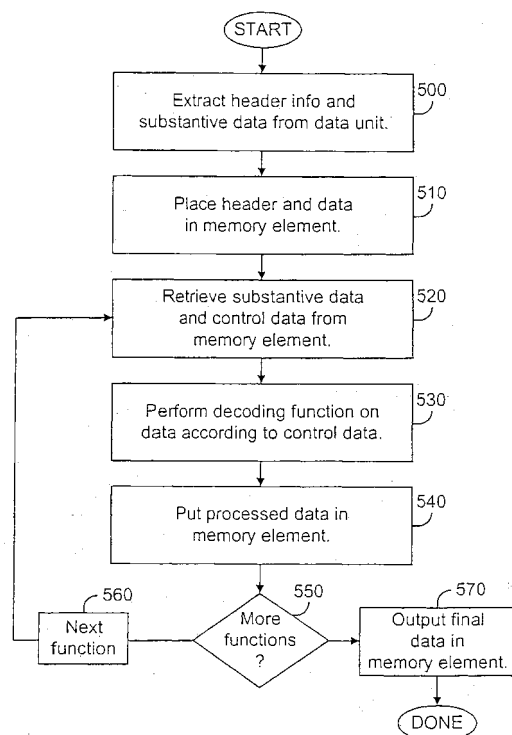 START
500
Extract header info and
substantive data from data unit.
510
Place header and data
in memory element.
520
Retrieve substantive data
and control data from
memory element.
530
Perform decoding function on
data according to control data.
540
Put processed data in
memory element.
550
More
functions
?
560
Next
function
570
Output final
data in
memory element.
DONE